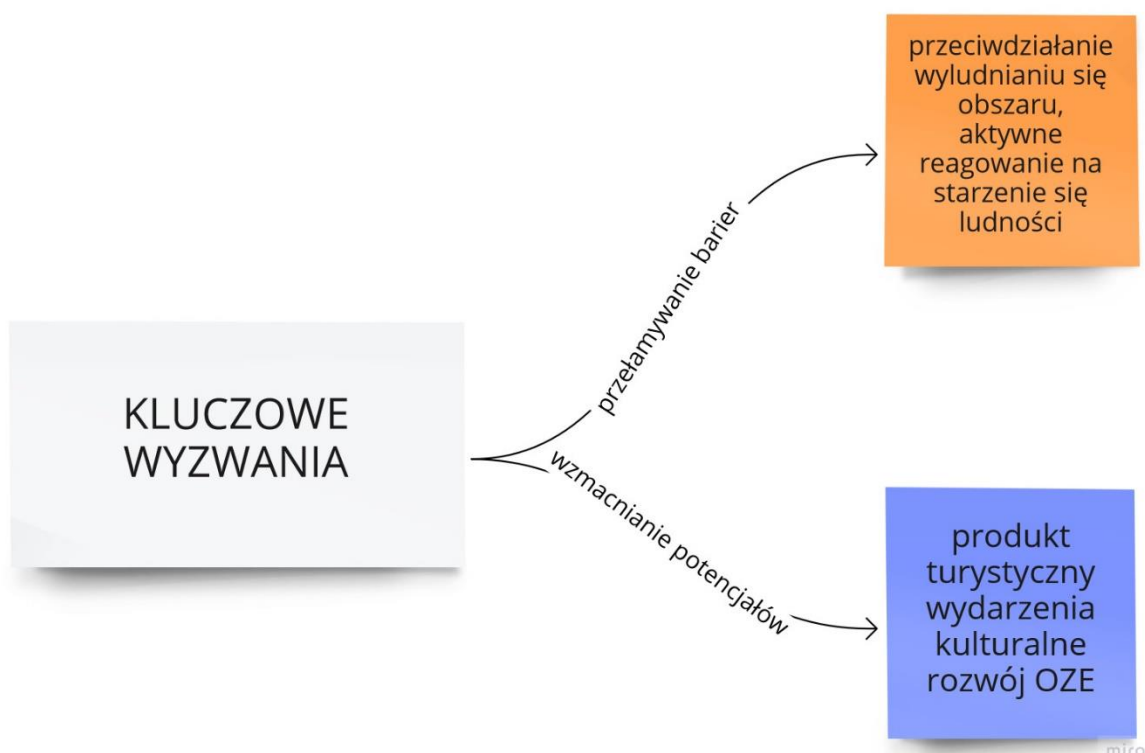 przeciwdziałanie
wyludnianiu się
obszaru,
aktywne
reagowanie na
starzenie się
ludności
przełamywanie barier
KLUCZOWE
WYZWANIA
wzmacnianie potencjałów
produkt
turystyczny
wydarzenia
kulturalne
rozwój OZE
miro